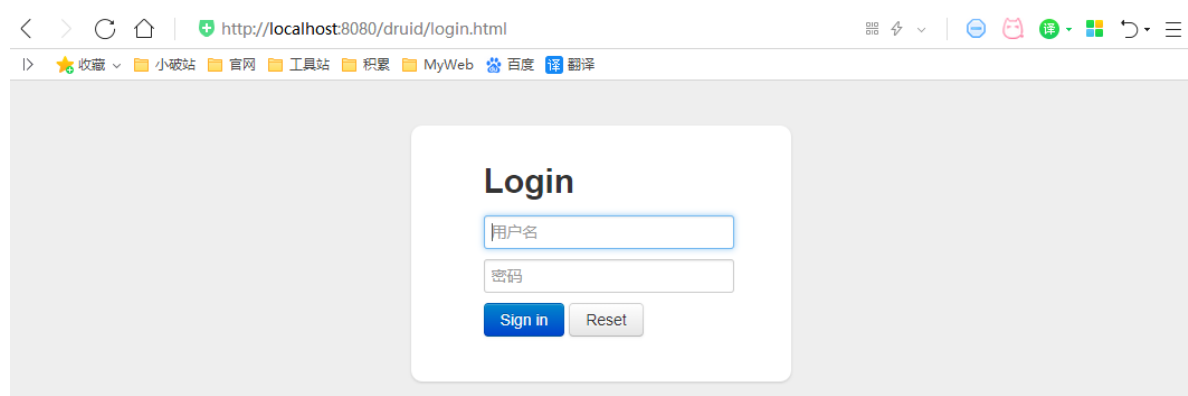 http://localhost:8080/druid/login.html 译
收藏 小破站 官网 工具站 积累 MyWeb 百度 译 翻译
Login
用户名
密码
Sign in Reset